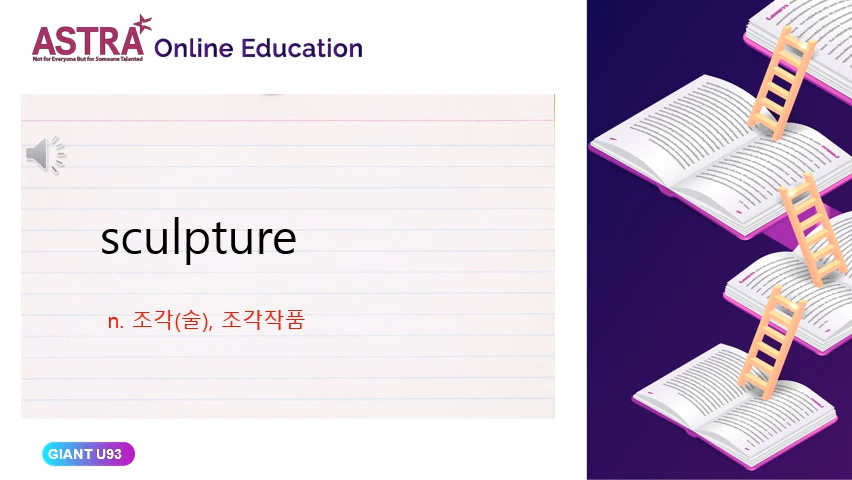 ASTRA
Not for Everyone But for Someone Talented
Online Education
sculpture
n. 조각(술), 조각작품
GIANT U93